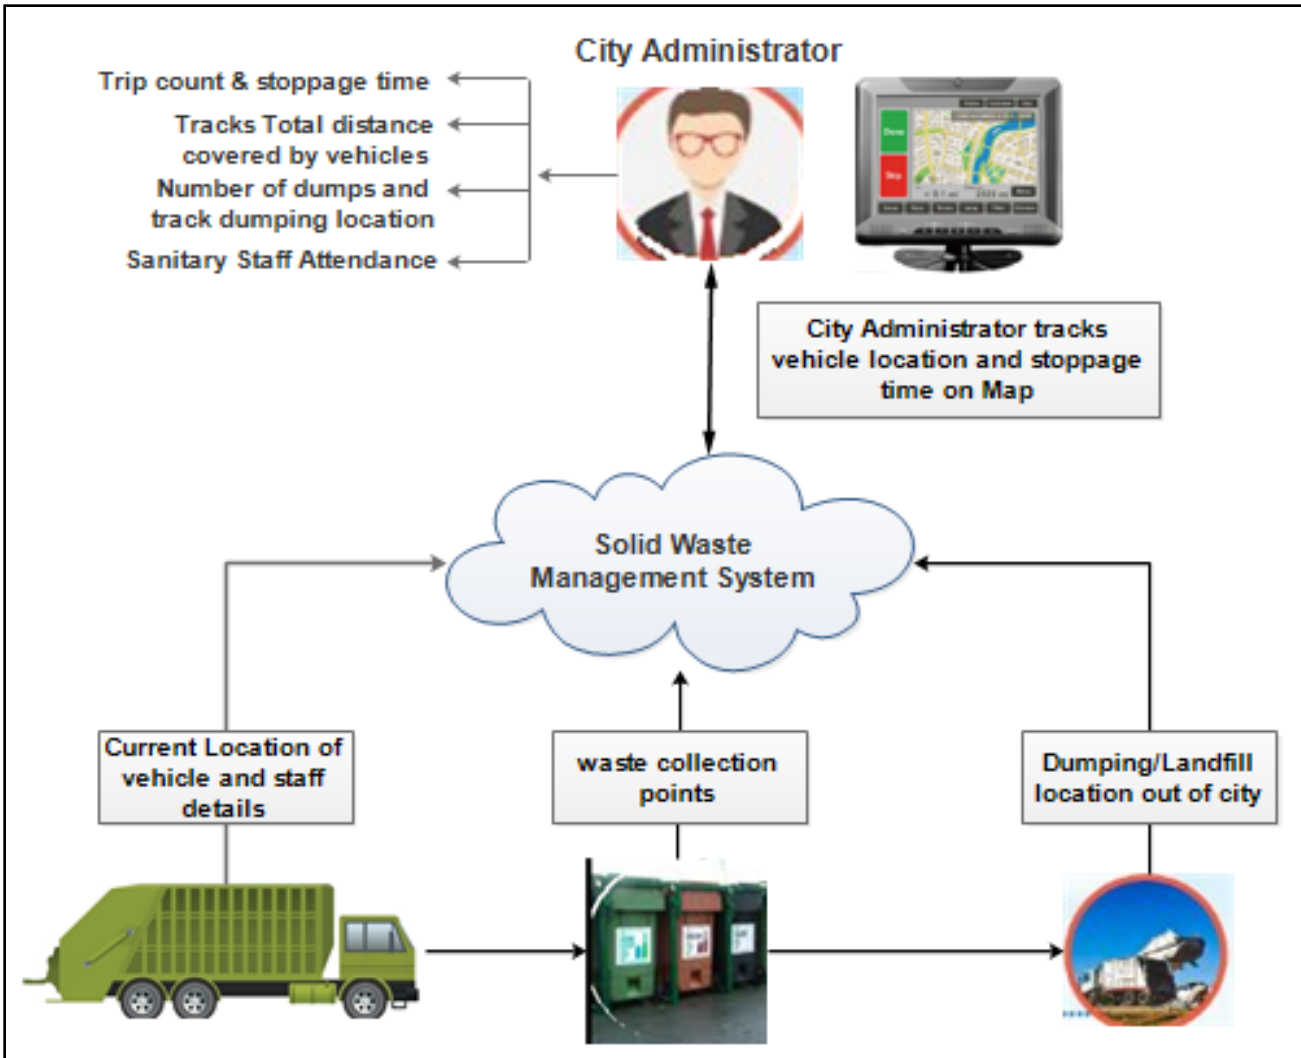 City Administrator
Trip count & stoppage time
Tracks Total distance
covered by vehicles
Number of dumps and
track dumping location
Sanitary Staff Attendance
Skip
City Administrator tracks
vehicle location and stoppage
time on Map
Solid Waste
Management System
Current Location of
vehicle and staff
details
waste collection
points
Dumping/Landfill
location out of city